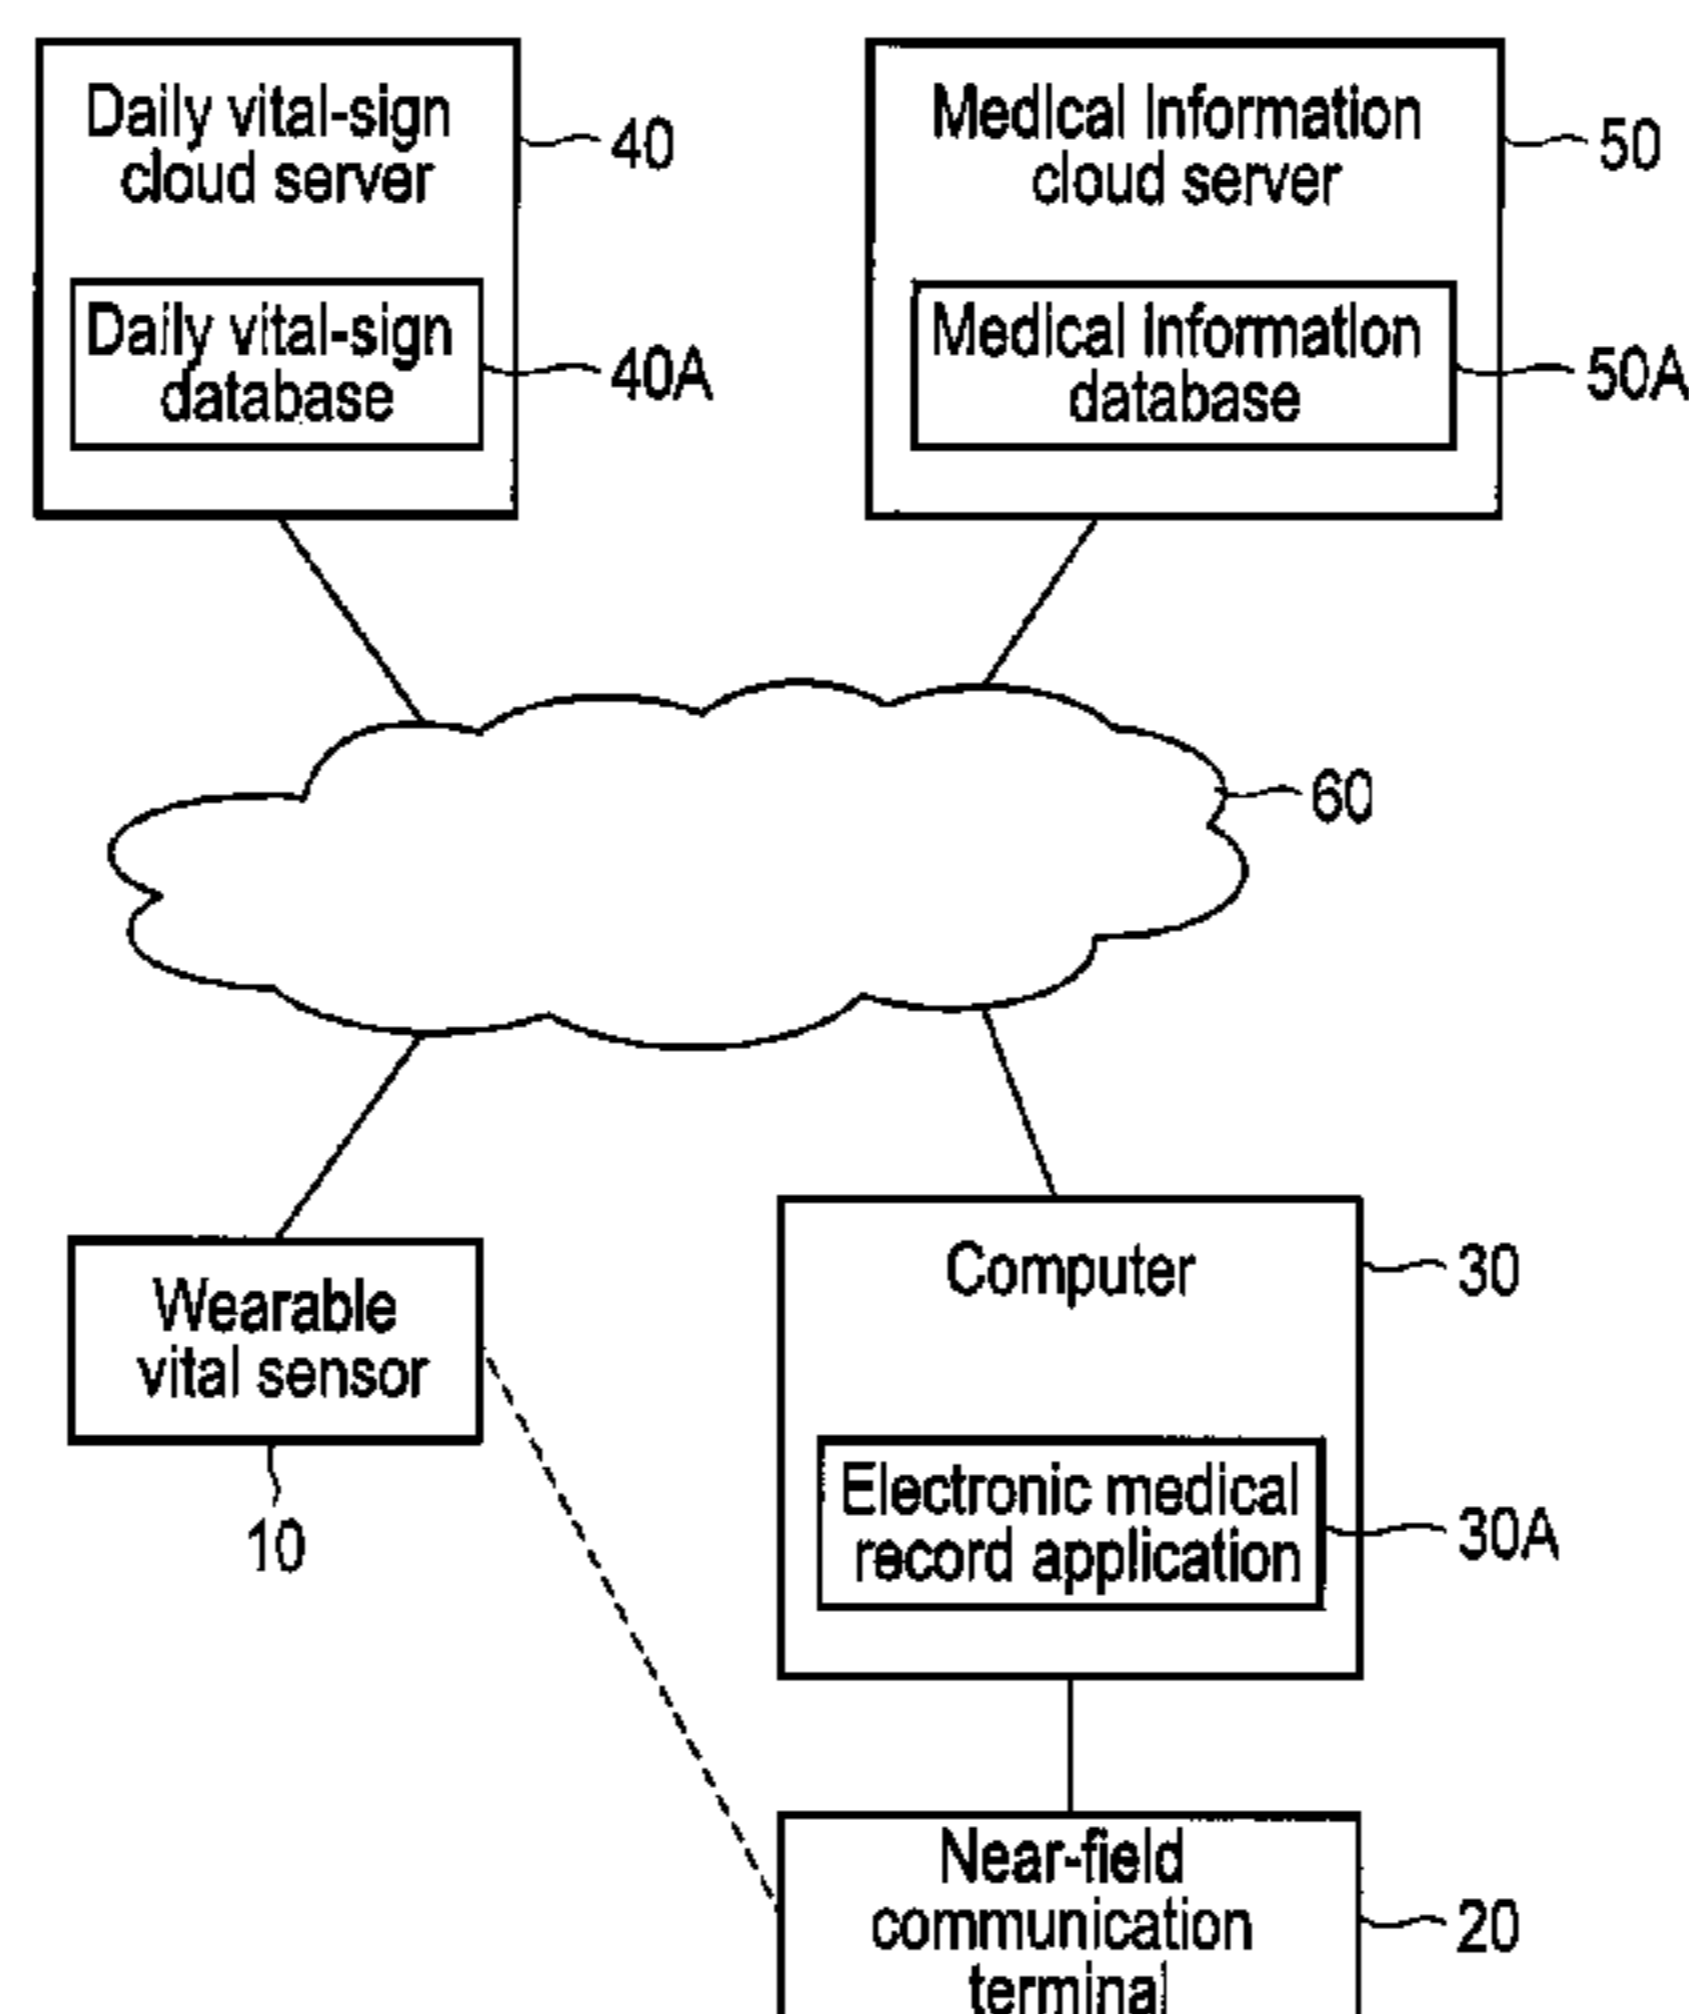 Daily vital-sign
cloud server
40
Daily vital-sign
database
40A
Medical Information
cloud server
50
Medical Information
database
50A
60
Wearable
vital sensor
10
Computer
30
Electronic medical
record application
30A
Near-field
communication
terminal
20